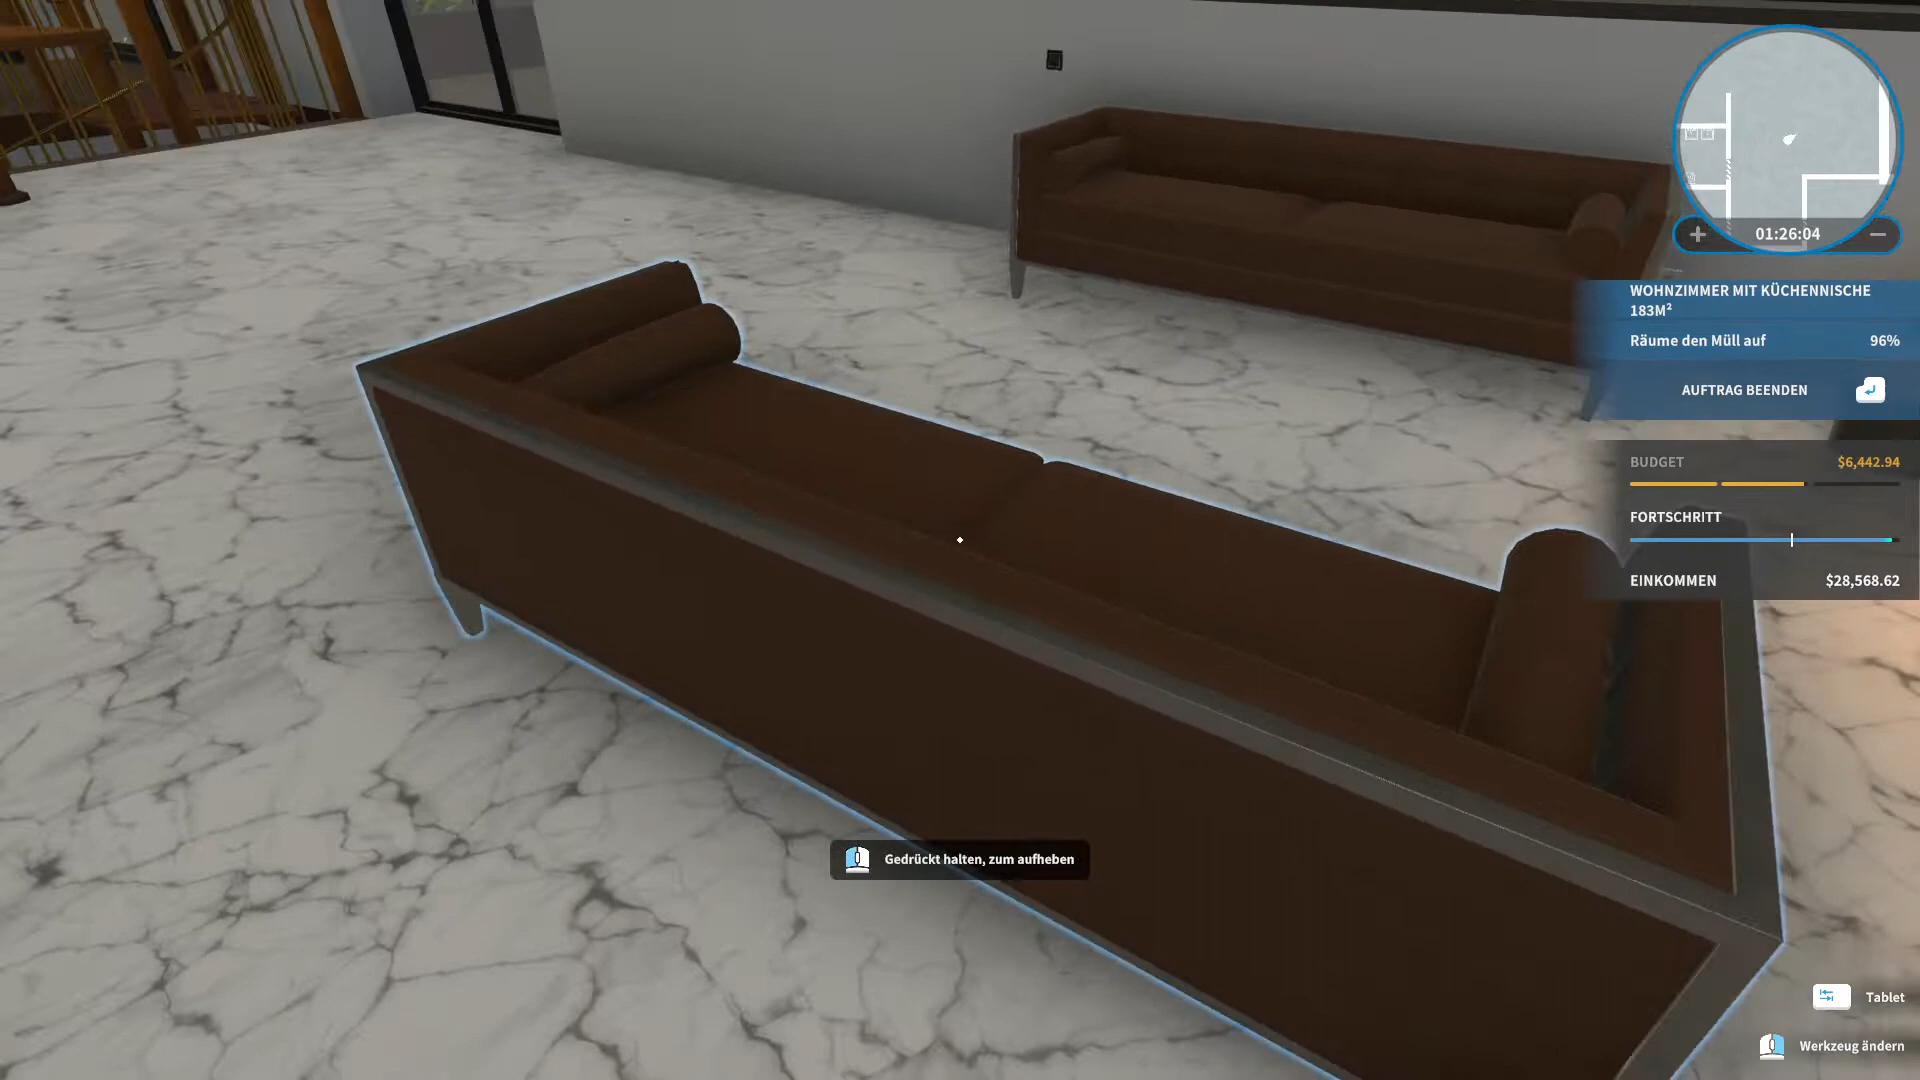 01:26:04
WOHNZIMMER MIT KÜCHENNISCHE
183M²
Räume den Müll auf 96%
AUFTRAG BEENDEN
BUDGET $6,442.94
FORTSCHRITT
EINKOMMEN $28,568.62
Gedrückt halten, zum aufheben
Tablet
Werkzeug ändern